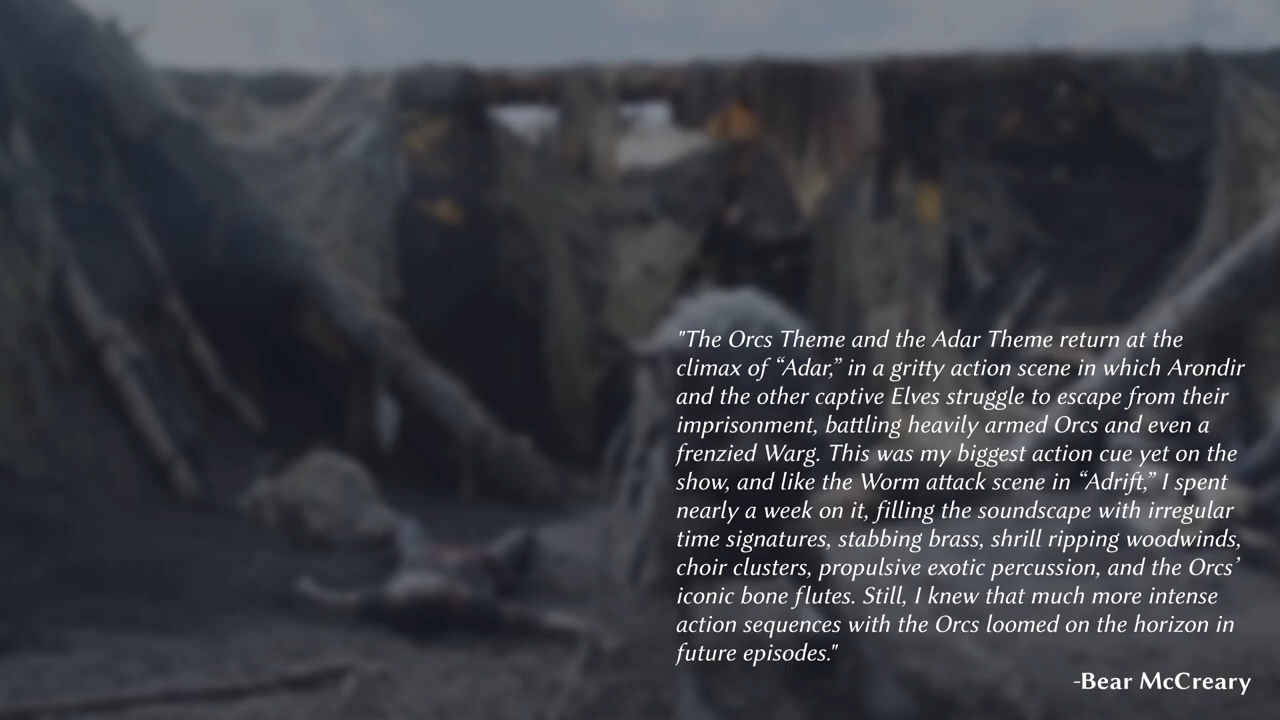 "The Orcs Theme and the Adar Theme return at the
climax of “Adar,” in a gritty action scene in which Arondir
and the other captive Elves struggle to escape from their
imprisonment, battling heavily armed Orcs and even a
frenzied Warg. This was my biggest action cue yet on the
show, and like the Worm attack scene in “Adrift,” I spent
nearly a week on it, filling the soundscape with irregular
time signatures, stabbing brass, shrill ripping woodwinds,
choir clusters, propulsive exotic percussion, and the Orcs’
iconic bone flutes. Still, I knew that much more intense
action sequences with the Orcs loomed on the horizon in
future episodes."
-Bear McCreary